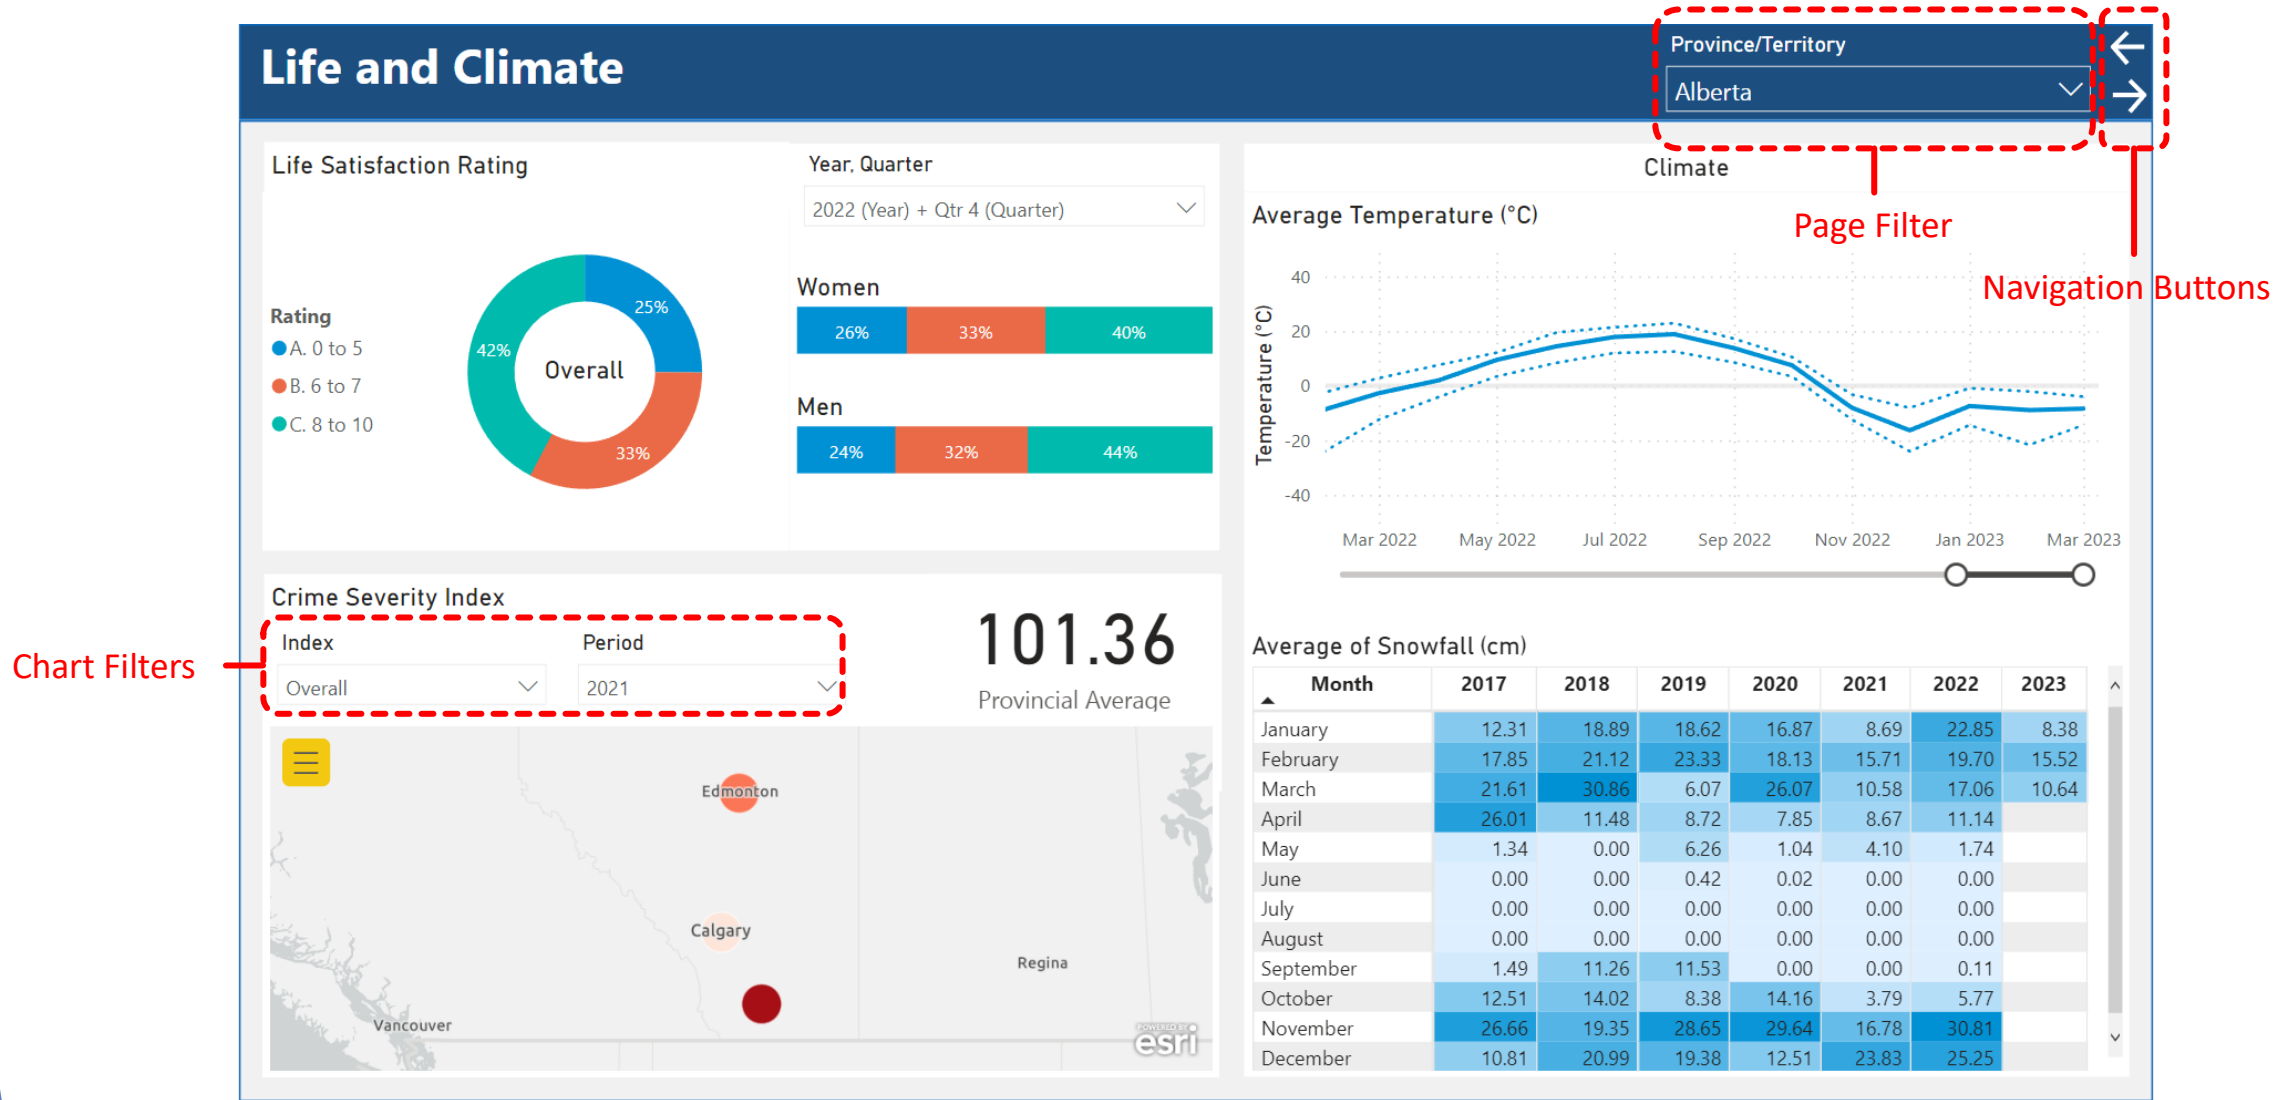 Life and Climate
Province/Territory
Alberta
Page Filter
Navigation Buttons
Life Satisfaction Rating
Year, Quarter
2022 (Year) + Qtr 4 (Quarter)
Rating
A. 0 to 5
B. 6 to 7
C. 8 to 10
25%
42%
33%
Overall
Women
26% 33% 40%
Men
24% 32% 44%
Climate
Average Temperature (°C)
Temperature (°C)
40
20
0
-20
-40
Mar 2022 May 2022 Jul 2022 Sep 2022 Nov 2022 Jan 2023 Mar 2023
Crime Severity Index
Chart Filters
Index
Overall
Period
2021
101.36
Provincial Average
Edmonton
Calgary
Regina
Vancouver
POWERED BY
esri
Average of Snowfall (cm)
Month 2017 2018 2019 2020 2021 2022 2023
January 12.31 18.89 18.62 16.87 8.69 22.85 8.38
February 17.85 21.12 23.33 18.13 15.71 19.70 15.52
March 21.61 30.86 6.07 26.07 10.58 17.06 10.64
April 26.01 11.48 8.72 7.85 8.67 11.14
May 1.34 0.00 6.26 1.04 4.10 1.74
June 0.00 0.00 0.42 0.02 0.00 0.00
July 0.00 0.00 0.00 0.00 0.00 0.00
August 0.00 0.00 0.00 0.00 0.00 0.00
September 1.49 11.26 11.53 0.00 0.00 0.11
October 12.51 14.02 8.38 14.16 3.79 5.77
November 26.66 19.35 28.65 29.64 16.78 30.81
December 10.81 20.99 19.38 12.51 23.83 25.25